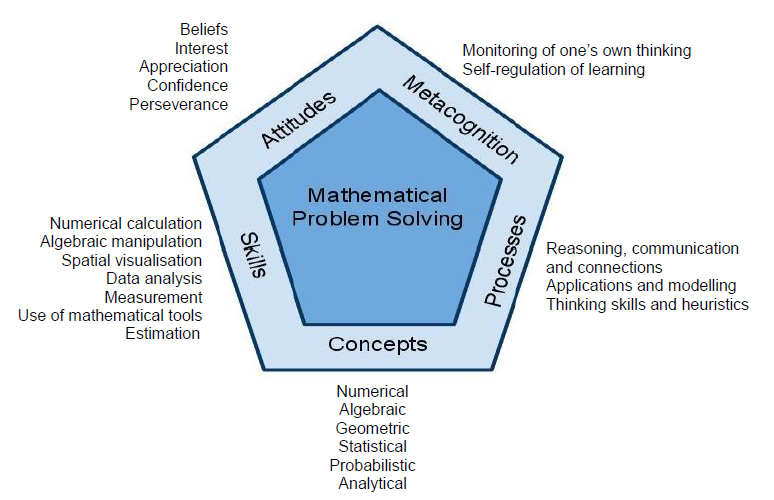 Beliefs
Interest
Appreciation
Confidence
Perseverance
Monitoring of one's own thinking
Self-regulation of learning
Attitudes
Metacognition
Mathematical
Problem Solving
Numerical calculation
Algebraic manipulation
Spatial visualisation
Data analysis
Measurement
Use of mathematical tools
Estimation
Skills
Processes
Reasoning, communication
and connections
Applications and modelling
Thinking skills and heuristics
Concepts
Numerical
Algebraic
Geometric
Statistical
Probabilistic
Analytical